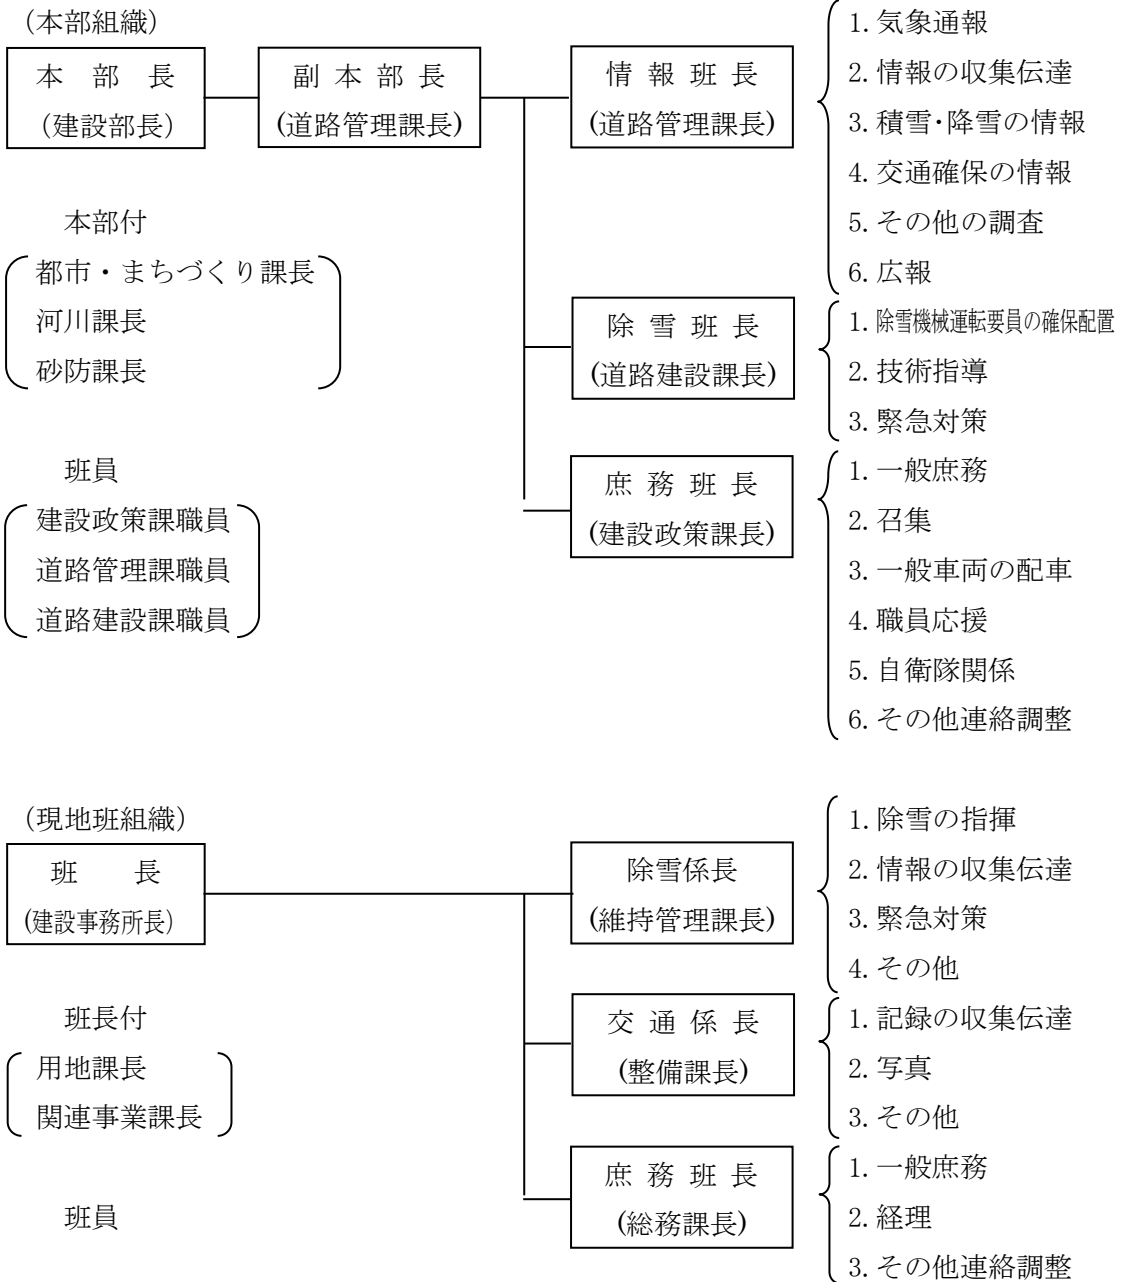 （本部組織）
本　部　長
（建設部長）
副 本 部 長
(道路管理課長)
情 報 班 長
(道路管理課長)
1.気象通報
2.情報の収集伝達
3.積雪・降雪の情報
4.交通確保の情報
5.その他の調査
6.広報
本部付
都市・まちづくり課長
河川課長
砂防課長
除 雪 班 長
(道路建設課長)
1.除雪機械運転要員の確保配置
2.技術指導
3.緊急対策
班員
建設政策課職員
道路管理課職員
道路建設課職員
庶 務 班 長
(建設政策課長)
1.一般庶務
2.召集
3.一般車両の配車
4.職員応援
5.自衛隊関係
6.その他連絡調整
（現地班組織）
班　　長
(建設事務所長)
除雪係長
(維持管理課長)
1.除雪の指揮
2.情報の収集伝達
3.緊急対策
4.その他
班長付
用地課長
関連事業課長
交 通 係 長
(整備課長)
1.記録の収集伝達
2.写真
3.その他
班員
庶 務 班 長
(総務課長)
1.一般庶務
2.経理
3.その他連絡調整